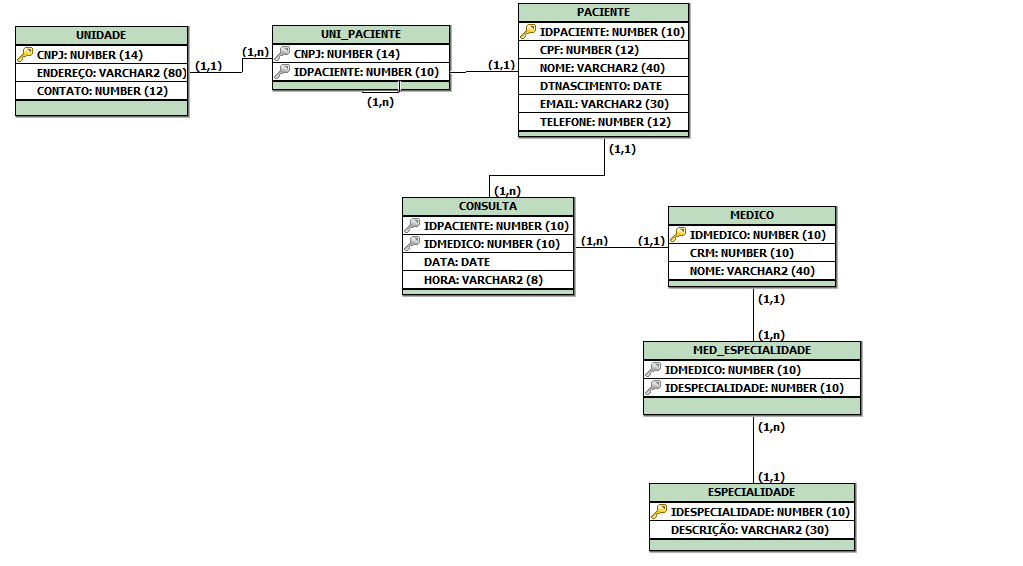 UNIDADE
CNPJ: NUMBER (14)
ENDEREÇO: VARCHAR2 (80)
CONTATO: NUMBER (12)
(1,1)
(1,n)
UNI_PACIENTE
CNPJ: NUMBER (14)
IDPACIENTE: NUMBER (10)
(1,n)
(1,1)
PACIENTE
IDPACIENTE: NUMBER (10)
CPF: NUMBER (12)
NOME: VARCHAR2 (40)
DTNASCIMENTO: DATE
EMAIL: VARCHAR2 (30)
TELEFONE: NUMBER (12)
(1,1)
(1,n)
CONSULTA
IDPACIENTE: NUMBER (10)
IDMEDICO: NUMBER (10)
DATA: DATE
HORA: VARCHAR2 (8)
(1,n)
(1,1)
MEDICO
IDMEDICO: NUMBER (10)
CRM: NUMBER (10)
NOME: VARCHAR2 (40)
(1,1)
(1,n)
MED_ESPECIALIDADE
IDMEDICO: NUMBER (10)
IDESPECIALIDADE: NUMBER (10)
(1,n)
(1,1)
ESPECIALIDADE
IDESPECIALIDADE: NUMBER (10)
DESCRIÇÃO: VARCHAR2 (30)